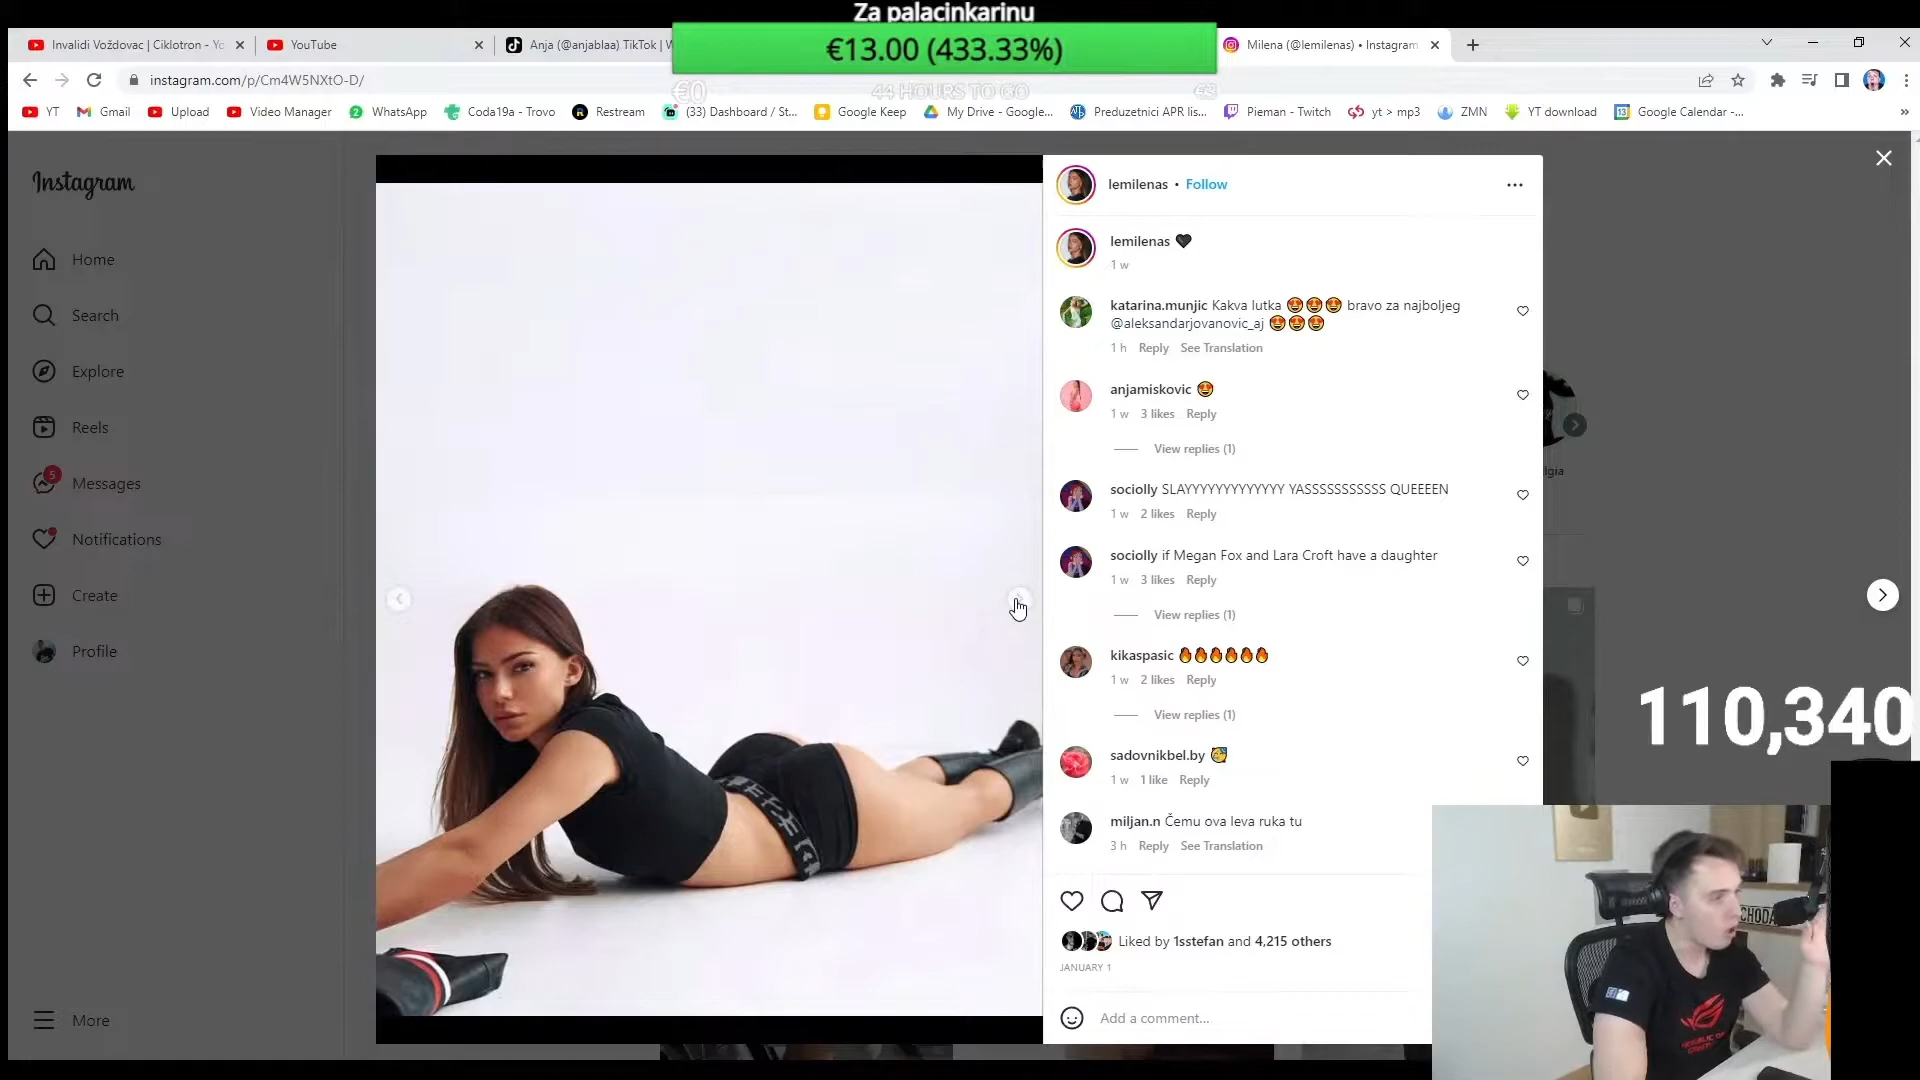 Za palacinkarinu
€13.00 (433.33%)
€0
44 HOURS TO GO
€3
Invalidi Voždovac | Ciklotron - Yo
YouTube
Anja (@anjablaa) TikTok | W
Milena (@lemilenas) • Instagram
instagram.com/p/Cm4W5NXtO-D/
YT
Gmail
Upload
Video Manager
WhatsApp
Coda19a - Trovo
Restream
(33) Dashboard / St...
Google Keep
My Drive - Google...
Preduzetnici APR lis...
Pieman - Twitch
yt > mp3
ZMN
YT download
Google Calendar -...
»
Instagram
Home
Search
Explore
Reels
5
Messages
Notifications
Create
Profile
More
lemilenas • Follow
lemilenas 🖤
1 w
katarina.munjic Kakva lutka 😍😍😍 bravo za najboljeg
@aleksandarjovanovic_aj 😍😍😍
1 h Reply See Translation
anjamiskovic 😍
1 w 3 likes Reply
View replies (1)
sociolly SLAYYYYYYYYYYYYY YASSSSSSSSSSS QUEEEEN
1 w 2 likes Reply
sociolly if Megan Fox and Lara Croft have a daughter
1 w 3 likes Reply
View replies (1)
kikaspasic 🔥🔥🔥🔥🔥🔥
1 w 2 likes Reply
View replies (1)
sadovnikbel.by 🥳
1 w 1 like Reply
miljan.n Čemu ova leva ruka tu
3 h Reply See Translation
Liked by 1sstefan and 4,215 others
JANUARY 1
Add a comment...
lgia
110,340
CHODA
REPUBLIC OF